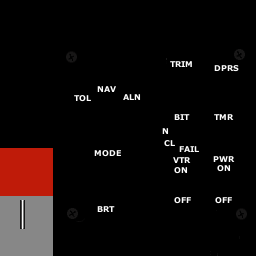 TRIM
DPRS
NAV
TOL
ALN
BIT
TMR
N
CL
FAIL
MODE
VTR
ON
PWR
ON
OFF
OFF
BRT